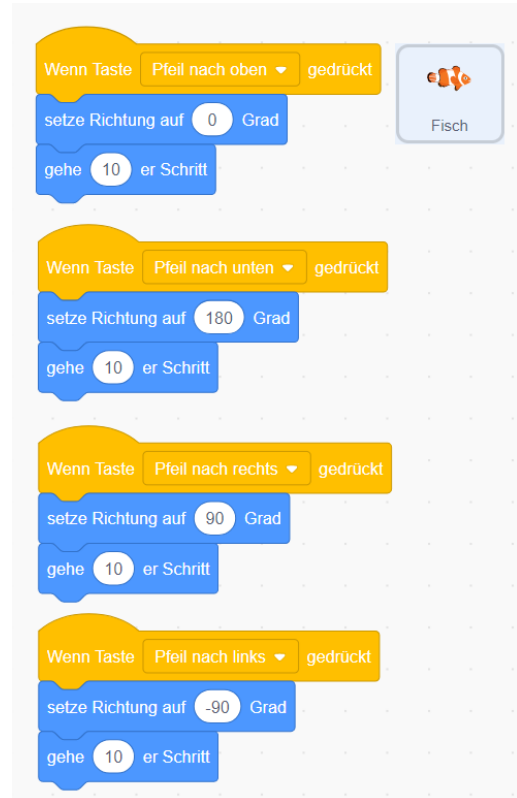 Wenn Taste Pfeil nach oben gedrückt
setze Richtung auf 0 Grad
Fisch
gehe 10 er Schritt
Wenn Taste Pfeil nach unten gedrückt
setze Richtung auf 180 Grad
gehe 10 er Schritt
Wenn Taste Pfeil nach rechts gedrückt
setze Richtung auf 90 Grad
gehe 10 er Schritt
Wenn Taste Pfeil nach links gedrückt
setze Richtung auf -90 Grad
gehe 10 er Schritt